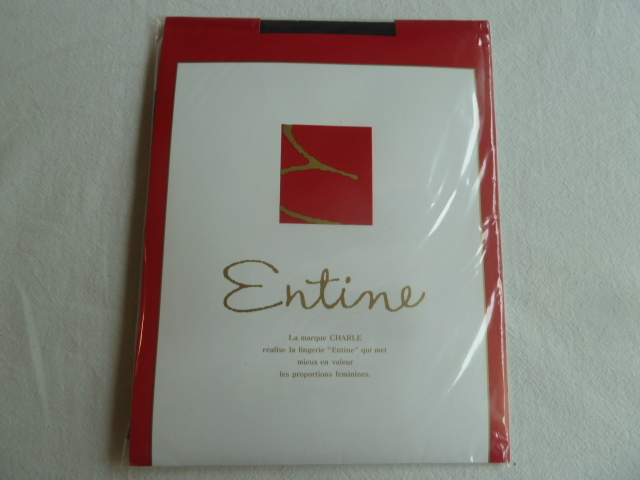 Entine
La marque CHARLE
réalise la lingerie "Entine" qui met
mieux en valeur
les proportions féminines.